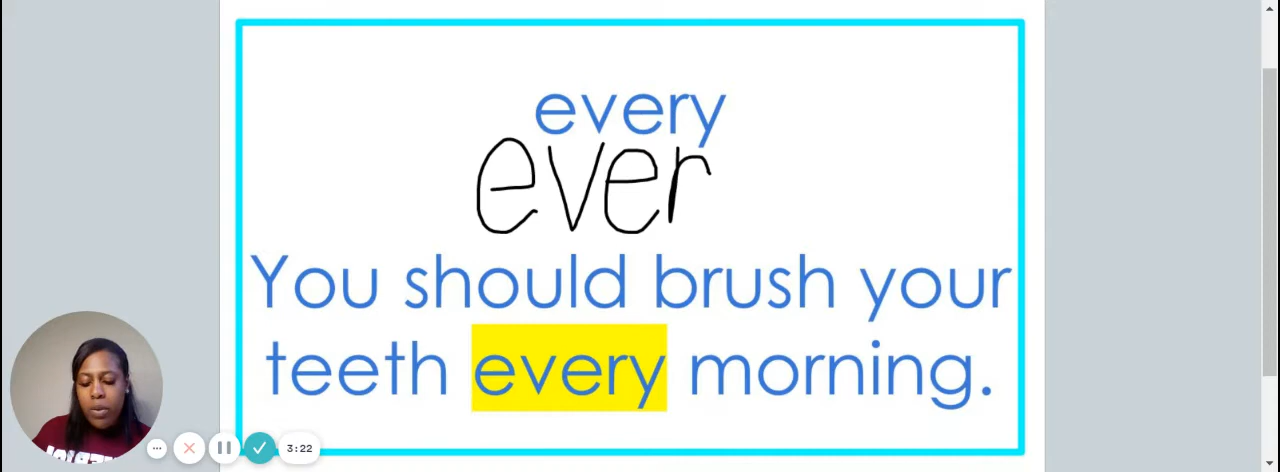 every
ever
You should brush your
teeth every morning.
3:22